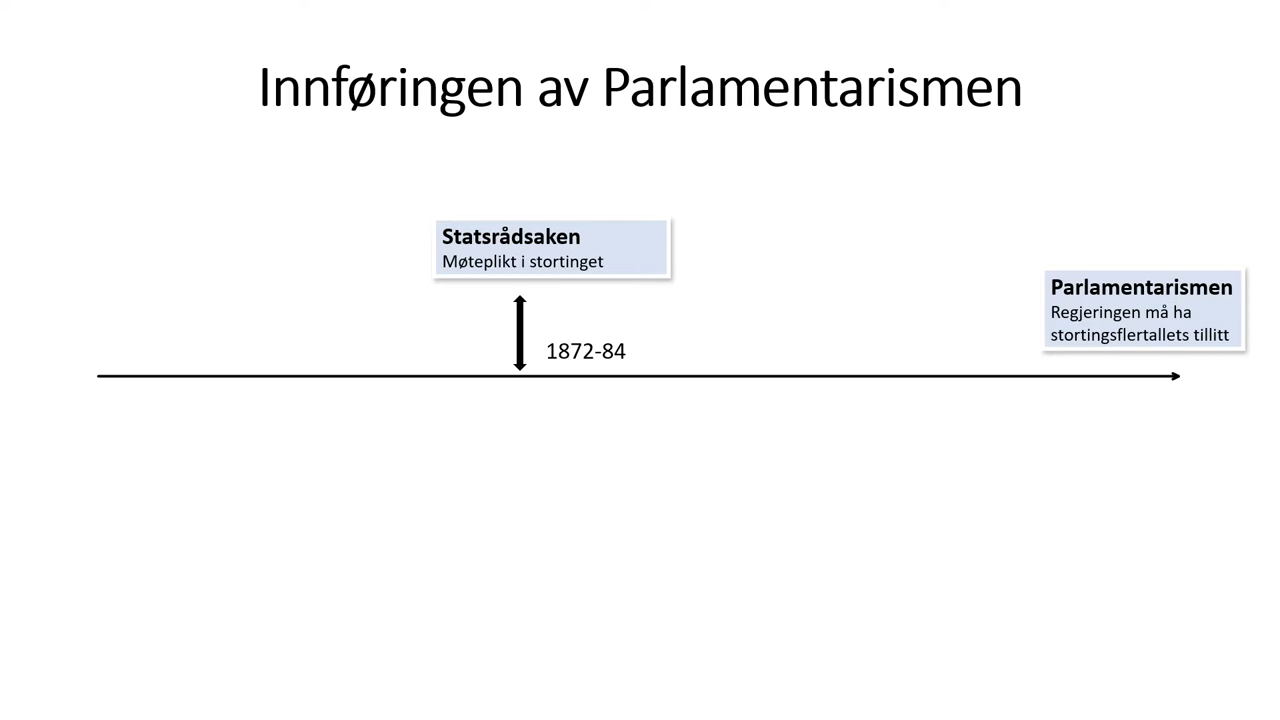 Innføringen av Parlamentarismen
Statsrådsaken
Møteplikt i stortinget
1872-84
Parlamentarismen
Regjeringen må ha
stortingsflertallets tillitt